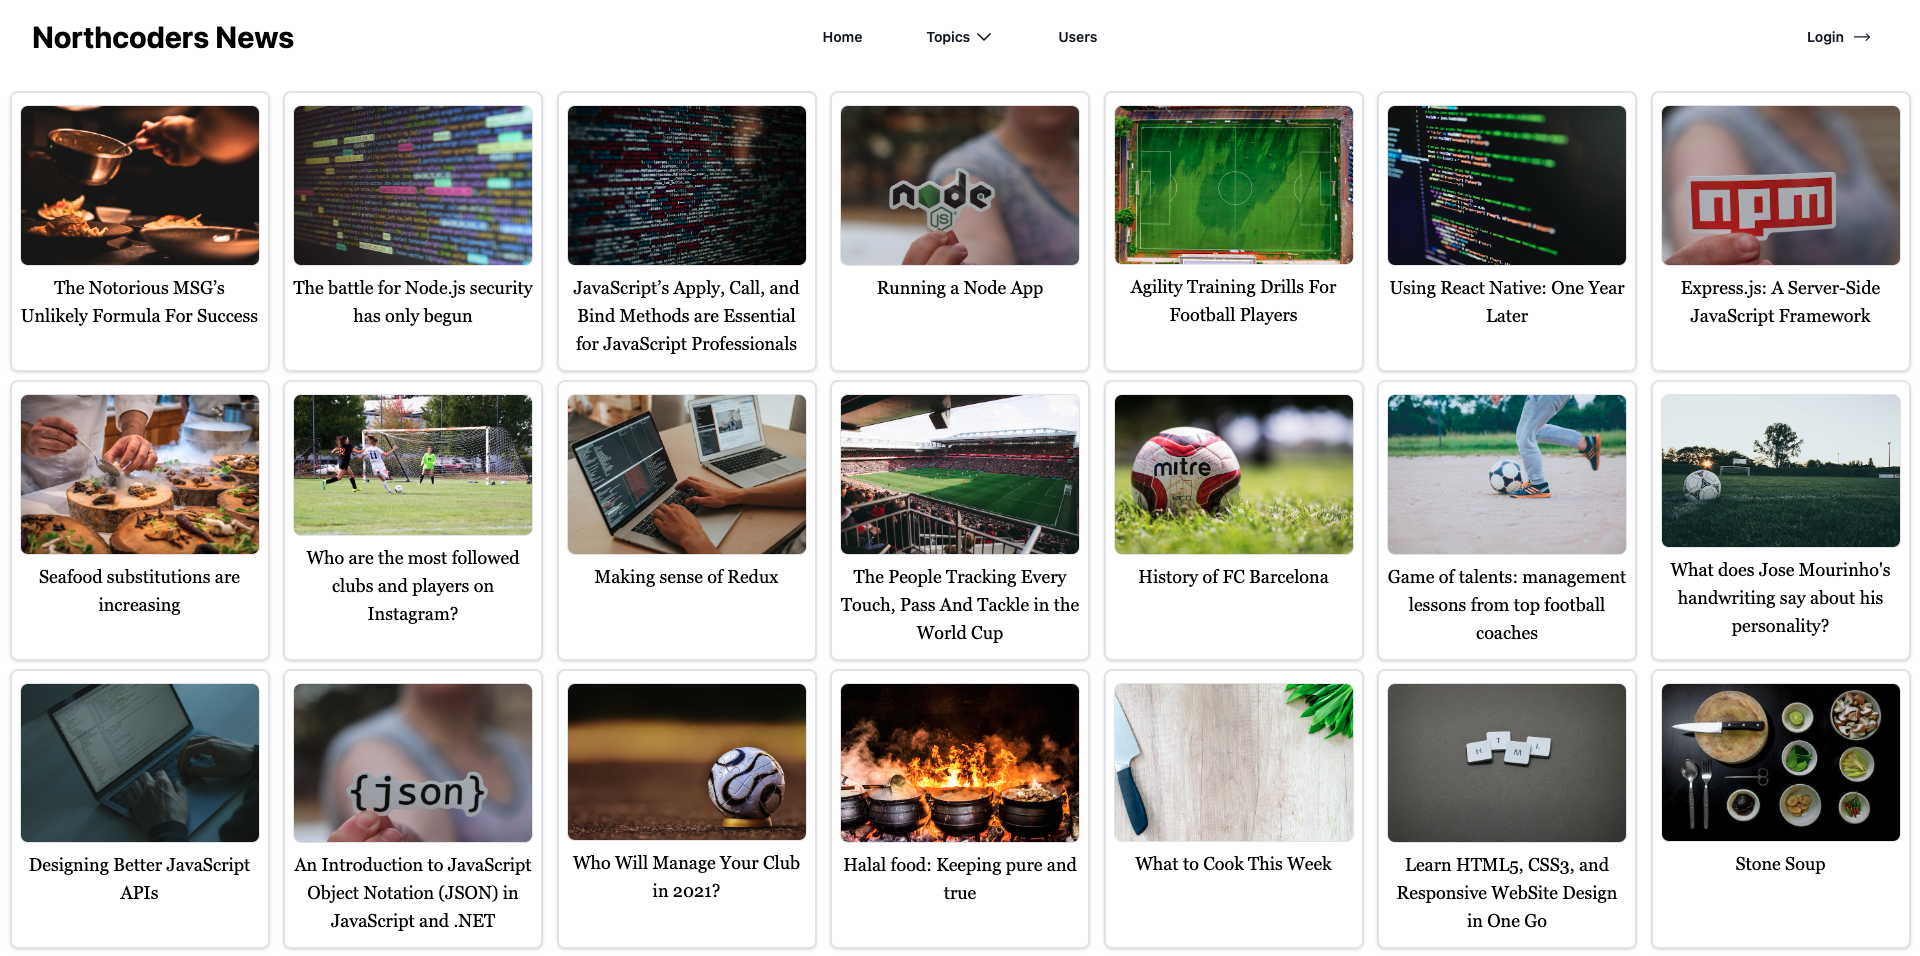 Northcoders News
Home
Topics
Users
Login
node
JS
npm
The Notorious MSG’s
Unlikely Formula For Success
The battle for Node.js security
has only begun
JavaScript’s Apply, Call, and
Bind Methods are Essential
for JavaScript Professionals
Running a Node App
Agility Training Drills For
Football Players
Using React Native: One Year
Later
Express.js: A Server-Side
JavaScript Framework
11
mitre
Seafood substitutions are
increasing
Who are the most followed
clubs and players on
Instagram?
Making sense of Redux
The People Tracking Every
Touch, Pass And Tackle in the
World Cup
History of FC Barcelona
Game of talents: management
lessons from top football
coaches
What does Jose Mourinho's
handwriting say about his
personality?
{json}
H T M L
Designing Better JavaScript
APIs
An Introduction to JavaScript
Object Notation (JSON) in
JavaScript and .NET
Who Will Manage Your Club
in 2021?
Halal food: Keeping pure and
true
What to Cook This Week
Learn HTML5, CSS3, and
Responsive WebSite Design
in One Go
Stone Soup